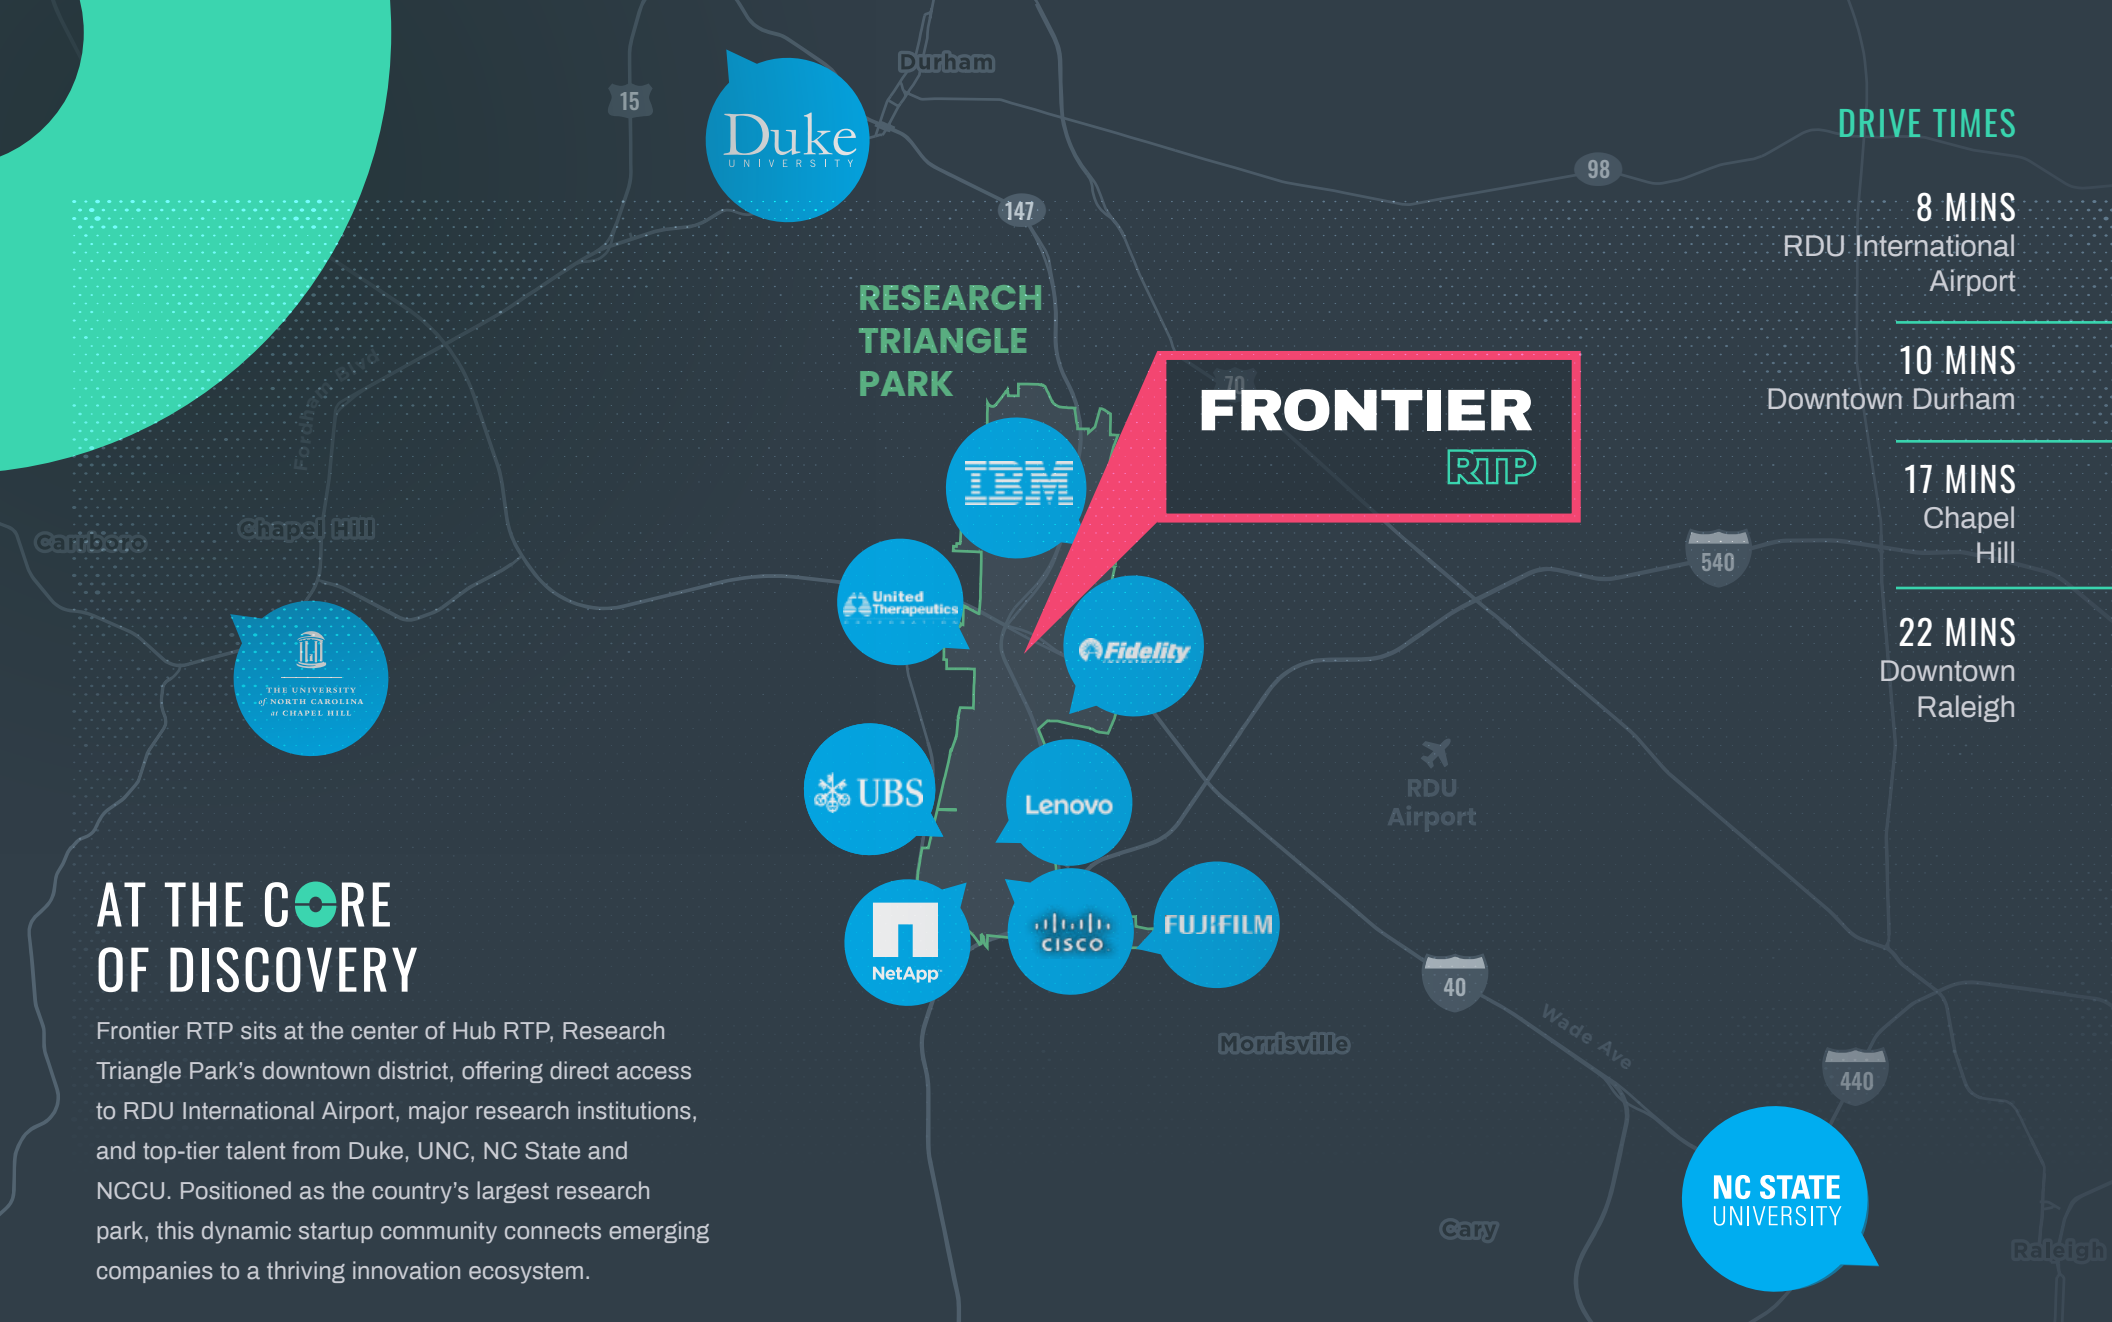 Durham
15
Duke
UNIVERSITY
DRIVE TIMES
98
8 MINS
147
RDU International
Airport
RESEARCH
TRIANGLE
PARK
10 MINS
Downtown Durham
70
FRONTIER
RTP
Fordham Blvd
IBM
17 MINS
Chapel
Hill
Carrboro
Chapel Hill
540
United
Therapeutics
Fidelity
22 MINS
Downtown
Raleigh
THE UNIVERSITY
of NORTH CAROLINA
at CHAPEL HILL
UBS
Lenovo
RDU
Airport
AT THE CORE
OF DISCOVERY
NetApp
CISCO
FUJIFILM
40
Wade Ave
Morrisville
440
Frontier RTP sits at the center of Hub RTP, Research
Triangle Park’s downtown district, offering direct access
to RDU International Airport, major research institutions,
and top-tier talent from Duke, UNC, NC State and
NCCU. Positioned as the country’s largest research
park, this dynamic startup community connects emerging
companies to a thriving innovation ecosystem.
NC STATE
UNIVERSITY
Cary
Raleigh